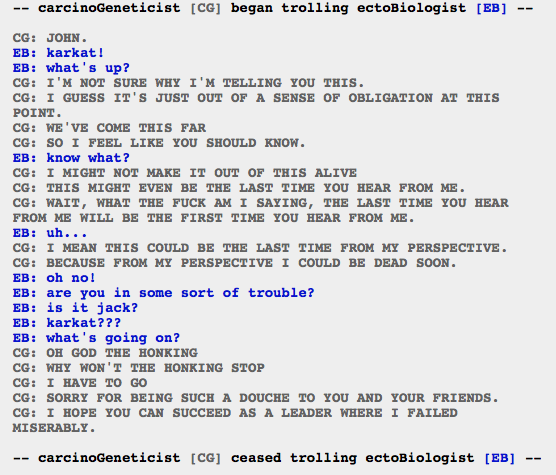 -- carcinoGeneticist [CG] began trolling ectoBiologist [EB] --
CG: JOHN.
EB: karkat!
EB: what's up?
CG: I'M NOT SURE WHY I'M TELLING YOU THIS.
CG: I GUESS IT'S JUST OUT OF A SENSE OF OBLIGATION AT THIS
POINT.
CG: WE'VE COME THIS FAR
CG: SO I FEEL LIKE YOU SHOULD KNOW.
EB: know what?
CG: I MIGHT NOT MAKE IT OUT OF THIS ALIVE
CG: THIS MIGHT EVEN BE THE LAST TIME YOU HEAR FROM ME.
CG: WAIT, WHAT THE FUCK AM I SAYING, THE LAST TIME YOU HEAR
FROM ME WILL BE THE FIRST TIME YOU HEAR FROM ME.
EB: uh...
CG: I MEAN THIS COULD BE THE LAST TIME FROM MY PERSPECTIVE.
CG: BECAUSE FROM MY PERSPECTIVE I COULD BE DEAD SOON.
EB: oh no!
EB: are you in some sort of trouble?
EB: is it jack?
EB: karkat???
EB: what's going on?
CG: OH GOD THE HONKING
CG: WHY WON'T THE HONKING STOP
CG: I HAVE TO GO
CG: SORRY FOR BEING SUCH A DOUCHE TO YOU AND YOUR FRIENDS.
CG: I HOPE YOU CAN SUCCEED AS A LEADER WHERE I FAILED
MISERABLY.
-- carcinoGeneticist [CG] ceased trolling ectoBiologist [EB] --